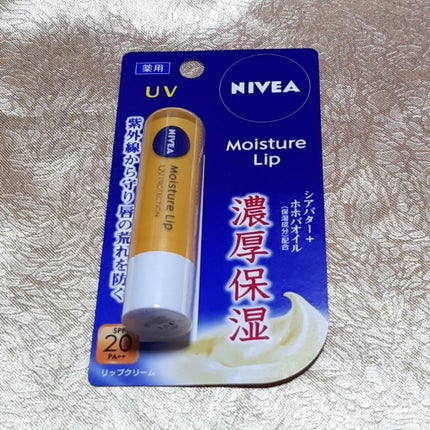 薬用
UV
NIVEA
Moisture
Lip
紫外線から守り唇の荒れを防ぐ
NIVEA
Moisture Lip
UV PROTECTION
シアバター+
ホホバオイル
(保湿成分)配合
濃厚保湿
SPF
20
PA++
リップクリーム